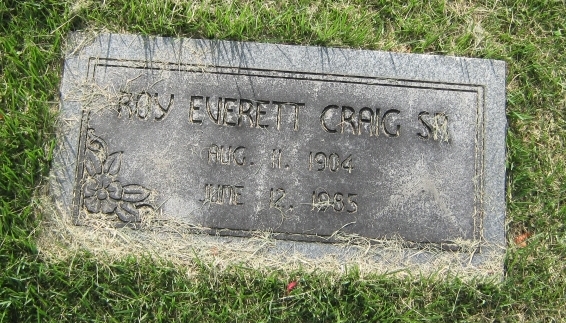 ROY EVERETT CRAIG SR
AUG. 11. 1904
JUNE 12. 1985